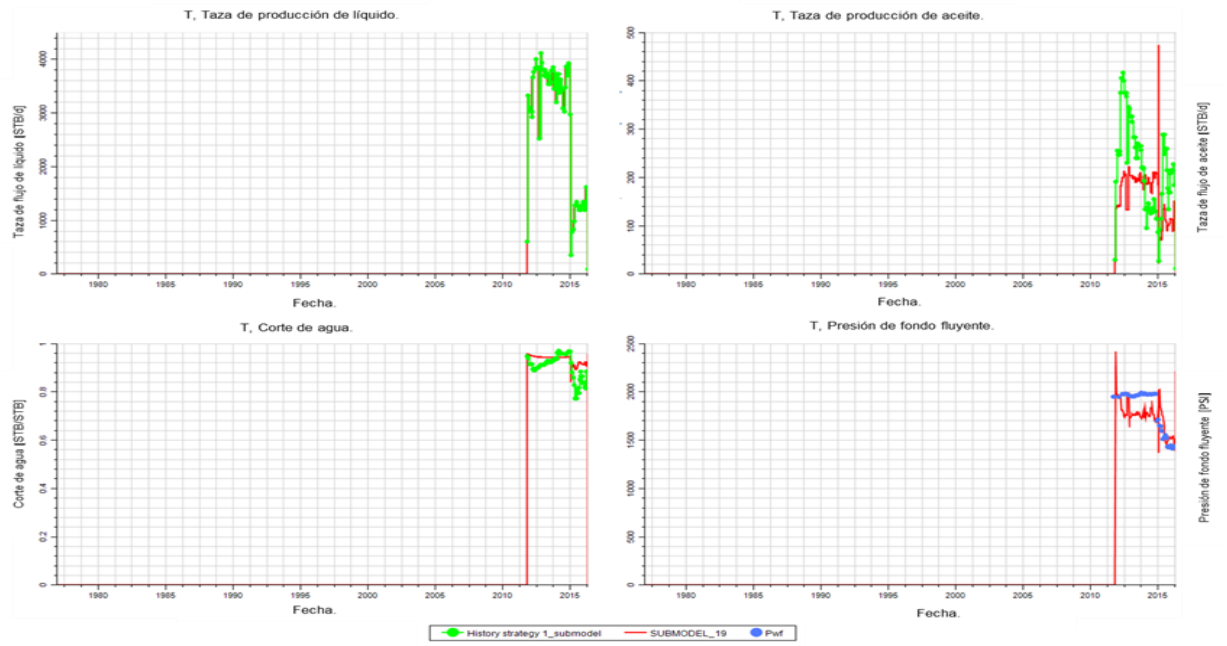 T, Taza de producción de líquido.
Taza de flujo de líquido [STB/d]
4000
3000
2000
1000
0
1980 1985 1990 1995 2000 2005 2010 2015
Fecha.
T, Taza de producción de aceite.
Taza de flujo de aceite [STB/d]
500
400
300
200
100
0
1980 1985 1990 1995 2000 2005 2010 2015
Fecha.
T, Corte de agua.
Corte de agua [STB/STB]
1
0.8
0.6
0.4
0.2
0
1980 1985 1990 1995 2000 2005 2010 2015
Fecha.
T, Presión de fondo fluyente.
Presión de fondo fluyente [PSI]
2500
2000
1500
1000
500
0
1980 1985 1990 1995 2000 2005 2010 2015
Fecha.
History strategy 1_submodel SUBMODEL_19 Pwf